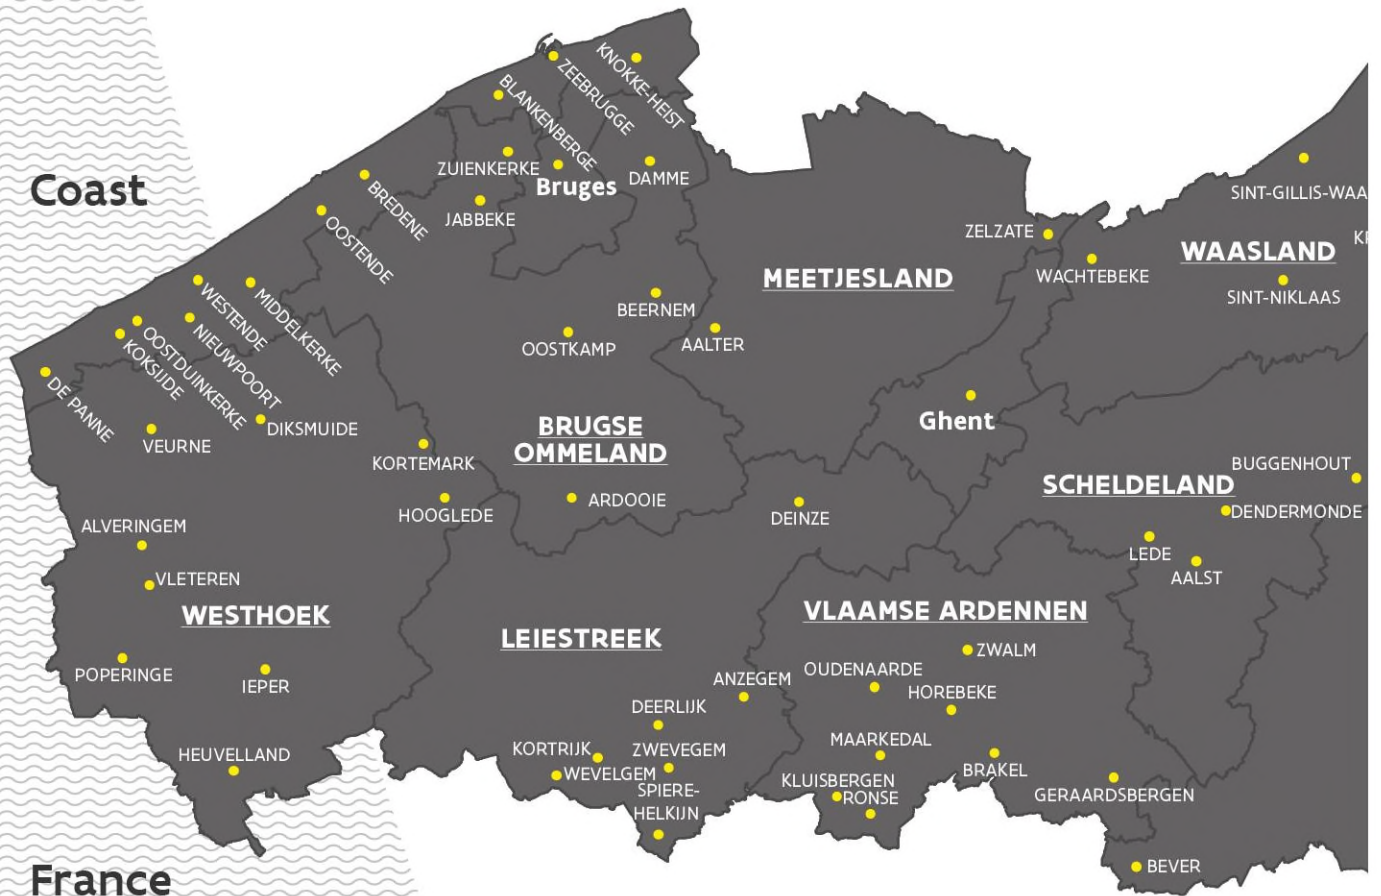 KNOKKE-HEIST
ZEEBRUGGE
BLANKENBERGE
ZUIENKERKE
Bruges
DAMME
Coast
BREDENE
JABBEKE
OOSTENDE
SINT-GILLIS-WAA
ZELZATE
WAASLAND
KR
WACHTEBEKE
MEETJESLAND
SINT-NIKLAAS
BEERNEM
WESTENDE
MIDDELKERKE
OOSTKAMP
AALTER
NIEUWPOORT
OOSTDUINKERKE
KOKSIJDE
DE PANNE
Ghent
VEURNE
DIKSMUIDE
BRUGSE
OMMELAND
KORTEMARK
BUGGENHOUT
SCHELDELAND
ARDOOIE
HOOGLEDE
DEINZE
DENDERMONDE
ALVERINGEM
LEDE
AALST
VLETEREN
WESTHOEK
VLAAMSE ARDENNEN
LEIESTREEK
ZWALM
POPERINGE
IEPER
ANZEGEM
OUDENAARDE
HOREBEKE
DEERLIJK
MAARKEDAL
HEUVELLAND
KORTRIJK
ZWEVEGEM
WEVELGEM
BRAKEL
KLUISBERGEN
SPIERE-
HELKIJN
RONSE
GERAARDSBERGEN
BEVER
France